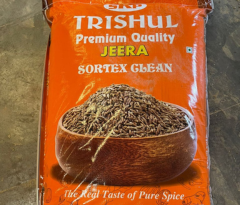 TRISHUL
Premium Quality
JEERA
SORTEX CLEAN
The Real Taste of Pure Spice